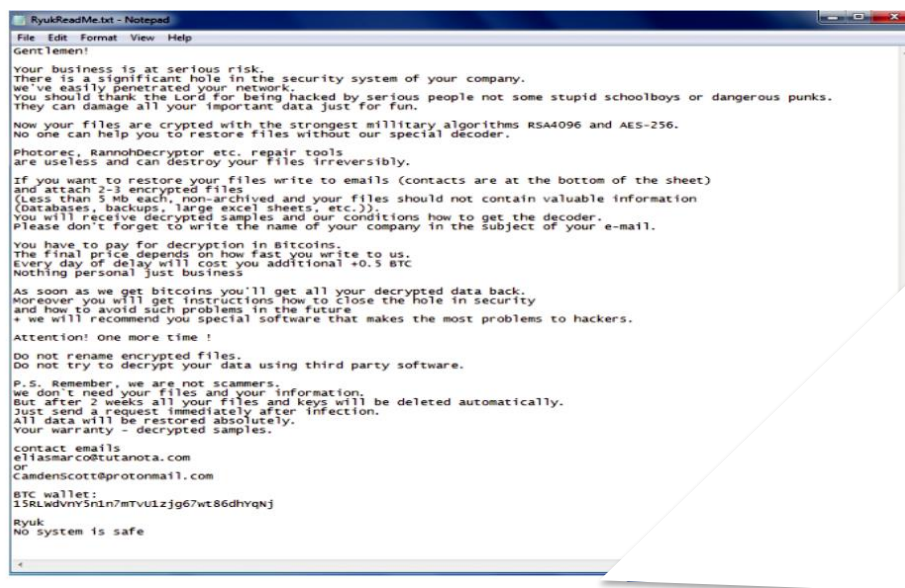 RyukReadMe.txt - Notepad
File Edit Format View Help
Gentlemen!
Your business is at serious risk.
There is a significant hole in the security system of your company.
we've easily penetrated your network.
You should thank the Lord for being hacked by serious people not some stupid schoolboys or dangerous punks.
They can damage all your important data just for fun.
Now your files are crypted with the strongest millitary algorithms RSA4096 and AES-256.
No one can help you to restore files without our special decoder.
Photorec, RannohDecryptor etc. repair tools
are useless and can destroy your files irreversibly.
If you want to restore your files write to emails (contacts are at the bottom of the sheet)
and attach 2-3 encrypted files
(Less than 5 Mb each, non-archived and your files should not contain valuable information
(Databases, backups, large excel sheets, etc.)).
You will receive decrypted samples and our conditions how to get the decoder.
Please don't forget to write the name of your company in the subject of your e-mail.
You have to pay for decryption in Bitcoins.
The final price depends on how fast you write to us.
Every day of delay will cost you additional +0.5 BTC
Nothing personal just business
As soon as we get bitcoins you'll get all your decrypted data back.
Moreover you will get instructions how to close the hole in security
and how to avoid such problems in the future
+ we will recommend you special software that makes the most problems to hackers.
Attention! One more time !
Do not rename encrypted files.
Do not try to decrypt your data using third party software.
P.S. Remember, we are not scammers.
we don`t need your files and your information.
But after 2 weeks all your files and keys will be deleted automatically.
Just send a request immediately after infection.
All data will be restored absolutely.
Your warranty - decrypted samples.
contact emails
eliasmarco@tutanota.com
or
CamdenScott@protonmail.com
BTC wallet:
15RLWdVnY5n1n7mTvU1zjg67wt86dhYqNj
Ryuk
No system is safe